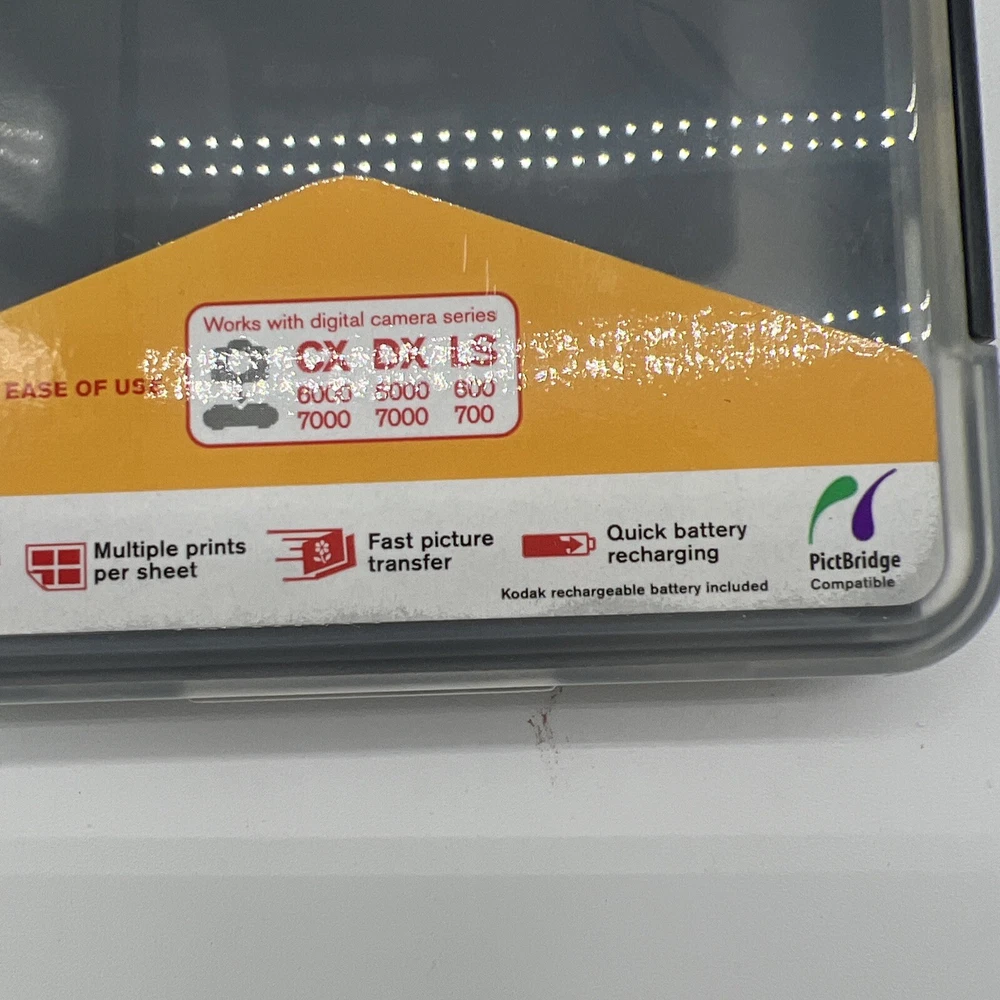 Works with digital camera series
CX DX LS
6000 6000 600
7000 7000 700
EASE OF USE
Multiple prints
per sheet
Fast picture
transfer
Quick battery
recharging
Kodak rechargeable battery included
PictBridge
Compatible